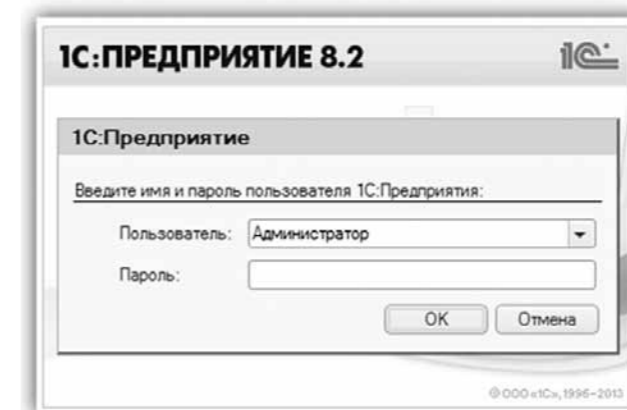 1С:ПРЕДПРИЯТИЕ 8.2 1С
1С:Предприятие
Введите имя и пароль пользователя 1С:Предприятия:
Пользователь: Администратор
Пароль:
OK Отмена
© ООО «1С», 1996-2013